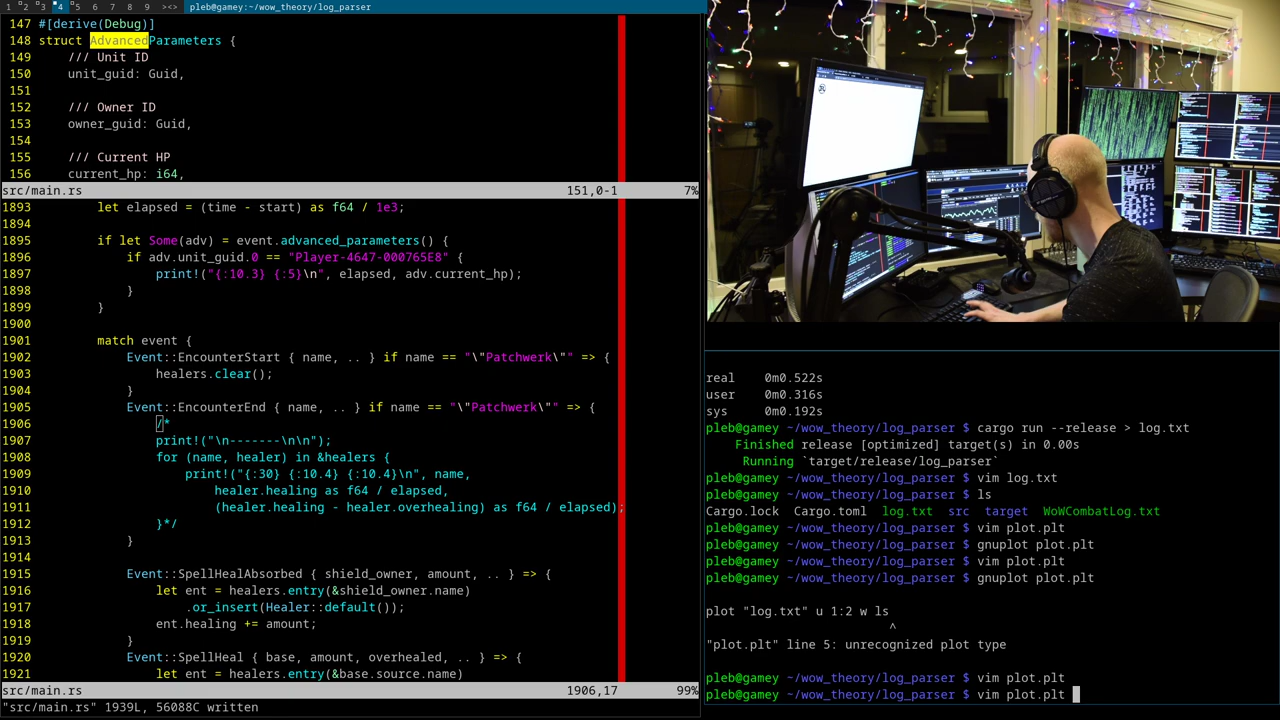 1 2 3 4 5 6 7 8 9 ><> pleb@gamey:~/wow_theory/log_parser
147 #[derive(Debug)]
148 struct AdvancedParameters {
149     /// Unit ID
150     unit_guid: Guid,
151
152     /// Owner ID
153     owner_guid: Guid,
154
155     /// Current HP
156     current_hp: i64,
src/main.rs 151,0-1 7%
1893         let elapsed = (time - start) as f64 / 1e3;
1894
1895         if let Some(adv) = event.advanced_parameters() {
1896             if adv.unit_guid.0 == "Player-4647-000765E8" {
1897                 print!("{:10.3} {:5}\n", elapsed, adv.current_hp);
1898             }
1899         }
1900
1901         match event {
1902             Event::EncounterStart { name, .. } if name == "\"Patchwerk\"" => {
1903                 healers.clear();
1904             }
1905             Event::EncounterEnd { name, .. } if name == "\"Patchwerk\"" => {
1906                 /*
1907                 print!("\n-------\n\n");
1908                 for (name, healer) in &healers {
1909                     print!("{:30} {:10.4} {:10.4}\n", name,
1910                         healer.healing as f64 / elapsed,
1911                         (healer.healing - healer.overhealing) as f64 / elapsed);
1912                 }*/
1913             }
1914
1915             Event::SpellHealAbsorbed { shield_owner, amount, .. } => {
1916                 let ent = healers.entry(&shield_owner.name)
1917                     .or_insert(Healer::default());
1918                 ent.healing += amount;
1919             }
1920             Event::SpellHeal { base, amount, overhealed, .. } => {
1921                 let ent = healers.entry(&base.source.name)
src/main.rs 1906,17 99%
"src/main.rs" 1939L, 56088C written
real    0m0.522s
user    0m0.316s
sys     0m0.192s
pleb@gamey ~/wow_theory/log_parser $ cargo run --release > log.txt
    Finished release [optimized] target(s) in 0.00s
     Running `target/release/log_parser`
pleb@gamey ~/wow_theory/log_parser $ vim log.txt
pleb@gamey ~/wow_theory/log_parser $ ls
Cargo.lock  Cargo.toml  log.txt  src  target  WoWCombatLog.txt
pleb@gamey ~/wow_theory/log_parser $ vim plot.plt
pleb@gamey ~/wow_theory/log_parser $ gnuplot plot.plt
pleb@gamey ~/wow_theory/log_parser $ vim plot.plt
pleb@gamey ~/wow_theory/log_parser $ gnuplot plot.plt
plot "log.txt" u 1:2 w ls
^
"plot.plt" line 5: unrecognized plot type
pleb@gamey ~/wow_theory/log_parser $ vim plot.plt
pleb@gamey ~/wow_theory/log_parser $ vim plot.plt